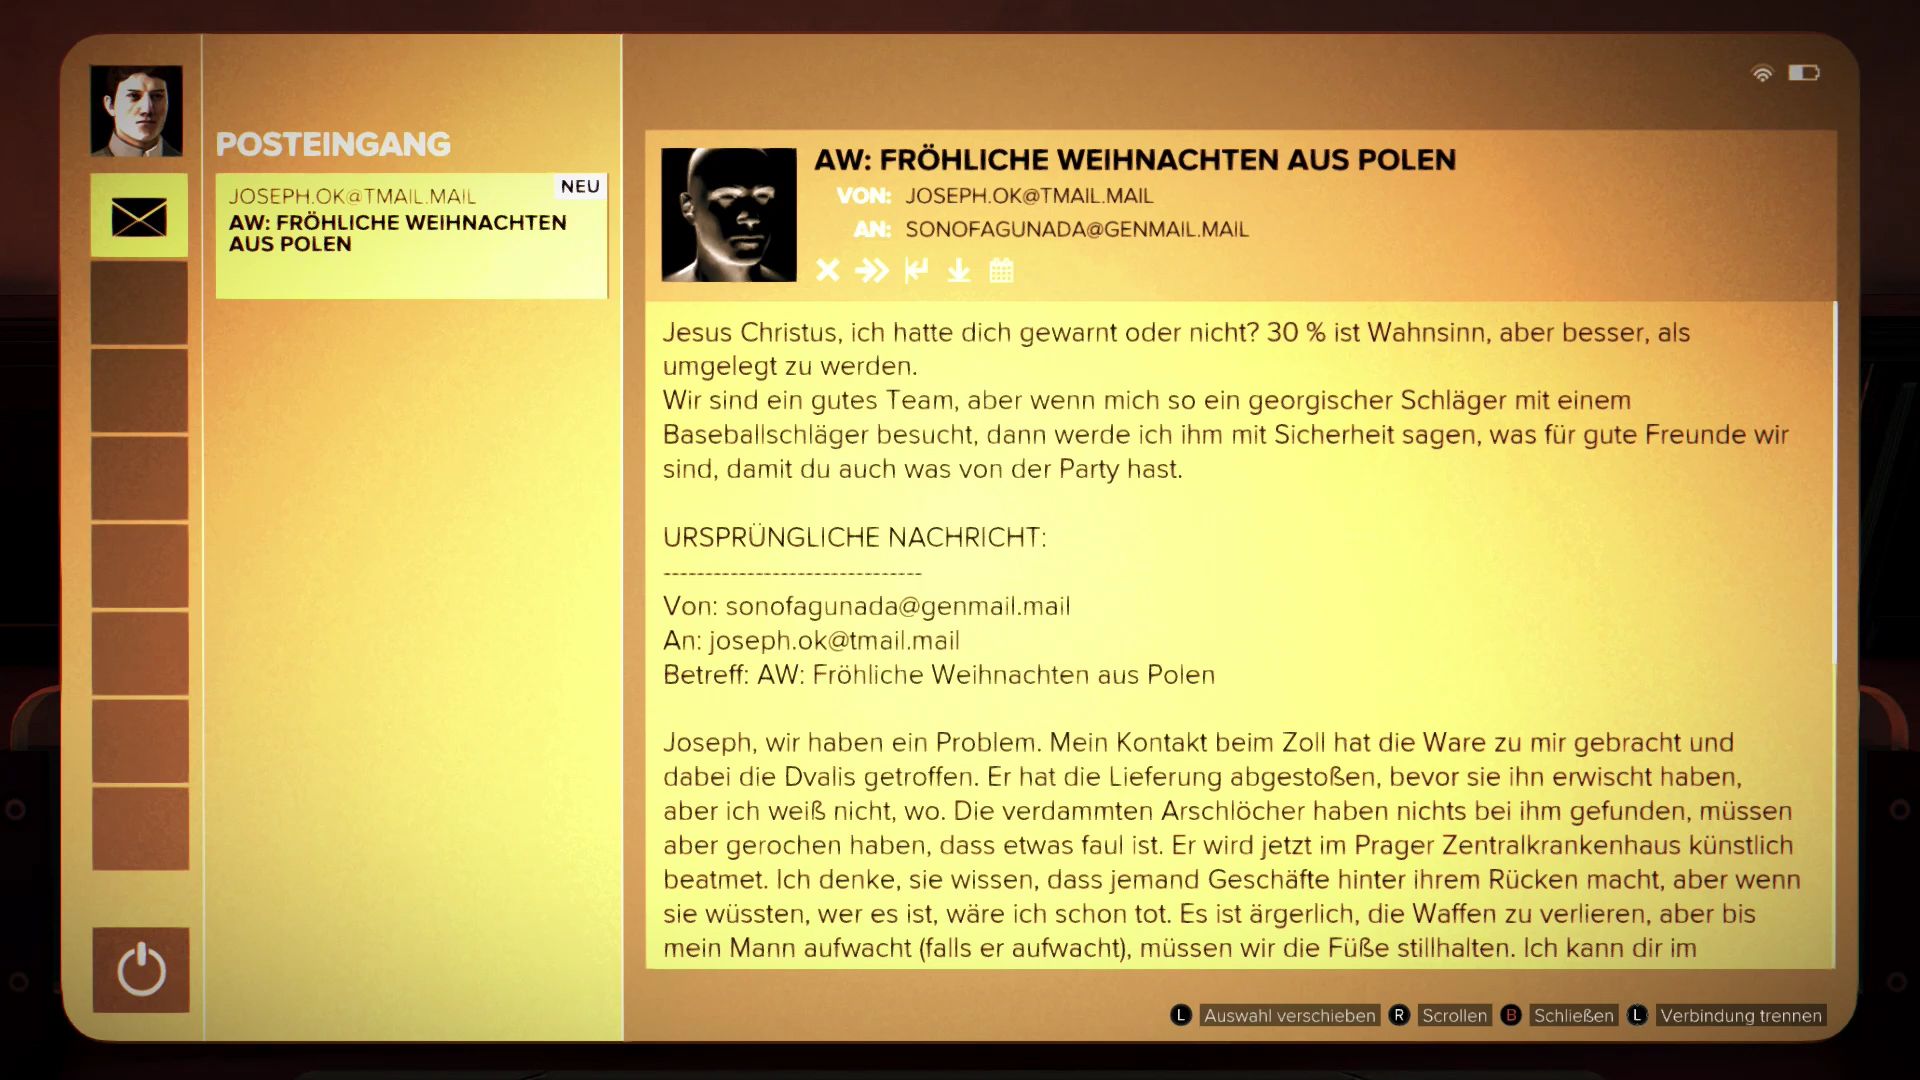 POSTEINGANG
JOSEPH.OK@TMAIL.MAIL
NEU
AW: FRÖHLICHE WEIHNACHTEN
AUS POLEN
AW: FRÖHLICHE WEIHNACHTEN AUS POLEN
VON: JOSEPH.OK@TMAIL.MAIL
AN: SONOFAGUNADA@GENMAIL.MAIL
Jesus Christus, ich hatte dich gewarnt oder nicht? 30 % ist Wahnsinn, aber besser, als
umgelegt zu werden.
Wir sind ein gutes Team, aber wenn mich so ein georgischer Schläger mit einem
Baseballschläger besucht, dann werde ich ihm mit Sicherheit sagen, was für gute Freunde wir
sind, damit du auch was von der Party hast.
URSPRÜNGLICHE NACHRICHT:
-------------------------------
Von: sonofagunada@genmail.mail
An: joseph.ok@tmail.mail
Betreff: AW: Fröhliche Weihnachten aus Polen
Joseph, wir haben ein Problem. Mein Kontakt beim Zoll hat die Ware zu mir gebracht und
dabei die Dvalis getroffen. Er hat die Lieferung abgestoßen, bevor sie ihn erwischt haben,
aber ich weiß nicht, wo. Die verdammten Arschlöcher haben nichts bei ihm gefunden, müssen
aber gerochen haben, dass etwas faul ist. Er wird jetzt im Prager Zentralkrankenhaus künstlich
beatmet. Ich denke, sie wissen, dass jemand Geschäfte hinter ihrem Rücken macht, aber wenn
sie wüssten, wer es ist, wäre ich schon tot. Es ist ärgerlich, die Waffen zu verlieren, aber bis
mein Mann aufwacht (falls er aufwacht), müssen wir die Füße stillhalten. Ich kann dir im
L Auswahl verschieben R Scrollen B Schließen L Verbindung trennen